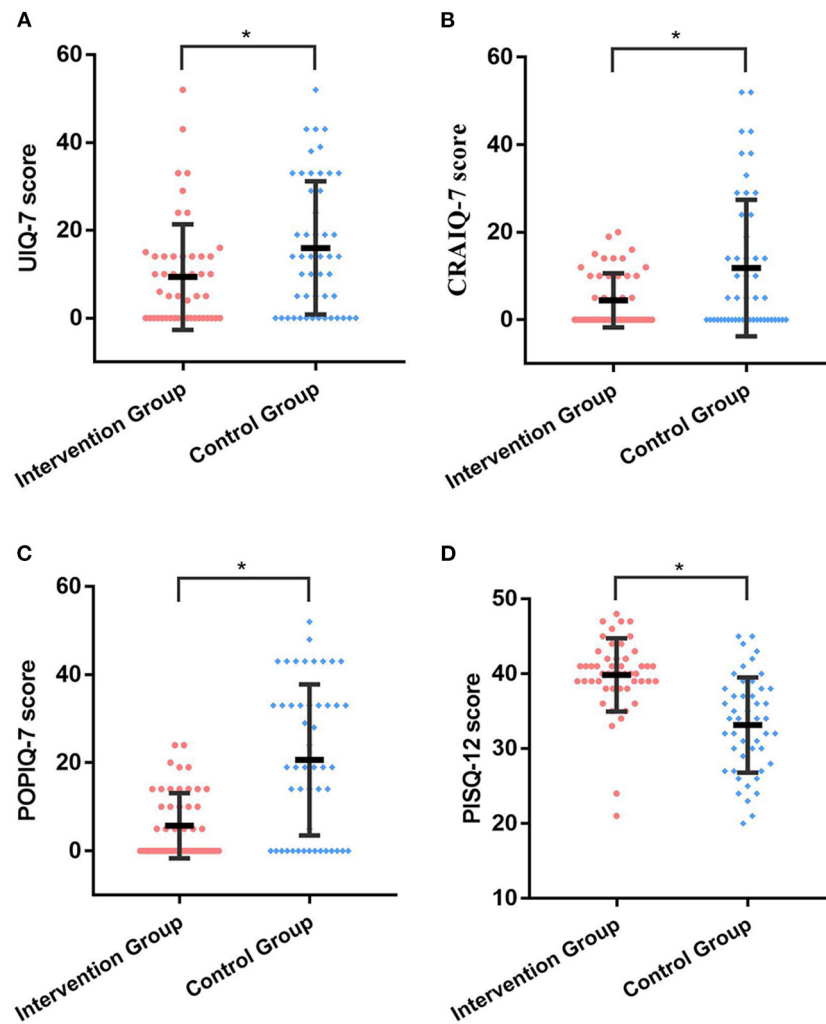 A
*
60
40
20
0
UIQ-7 score
Intervention Group
Control Group
B
*
60
40
20
0
CRAIQ-7 score
Intervention Group
Control Group
C
*
60
40
20
0
POPIQ-7 score
Intervention Group
Control Group
D
*
50
40
30
20
10
PISQ-12 score
Intervention Group
Control Group